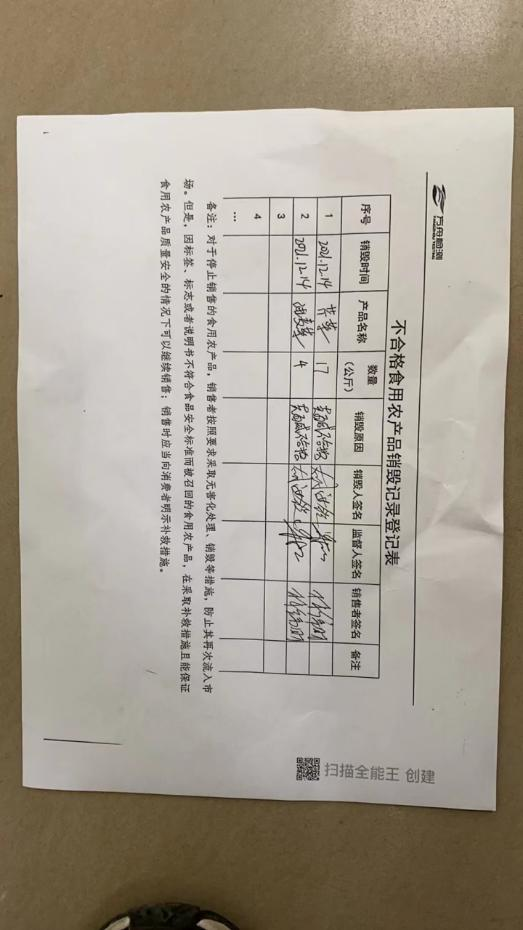 方舟检测
不合格食用农产品销毁记录登记表
序号 销毁时间 产品名称 数量（公斤） 销毁原因 销毁人签名 监督人签名 销售者签名 备注
1 2021.12.14 17
2 2021.12.14 4
3
4
…
备注：对于停止销售的食用农产品，销售者按照要求采取无害化处理、销毁等措施，防止其再次流入市
场。但是，因标签、标志或者说明书不符合食品安全标准而被召回的食用农产品，在采取补救措施且能保证
食用农产品质量安全的情况下可以继续销售；销售时应当向消费者明示补救措施。
1
扫描全能王 创建